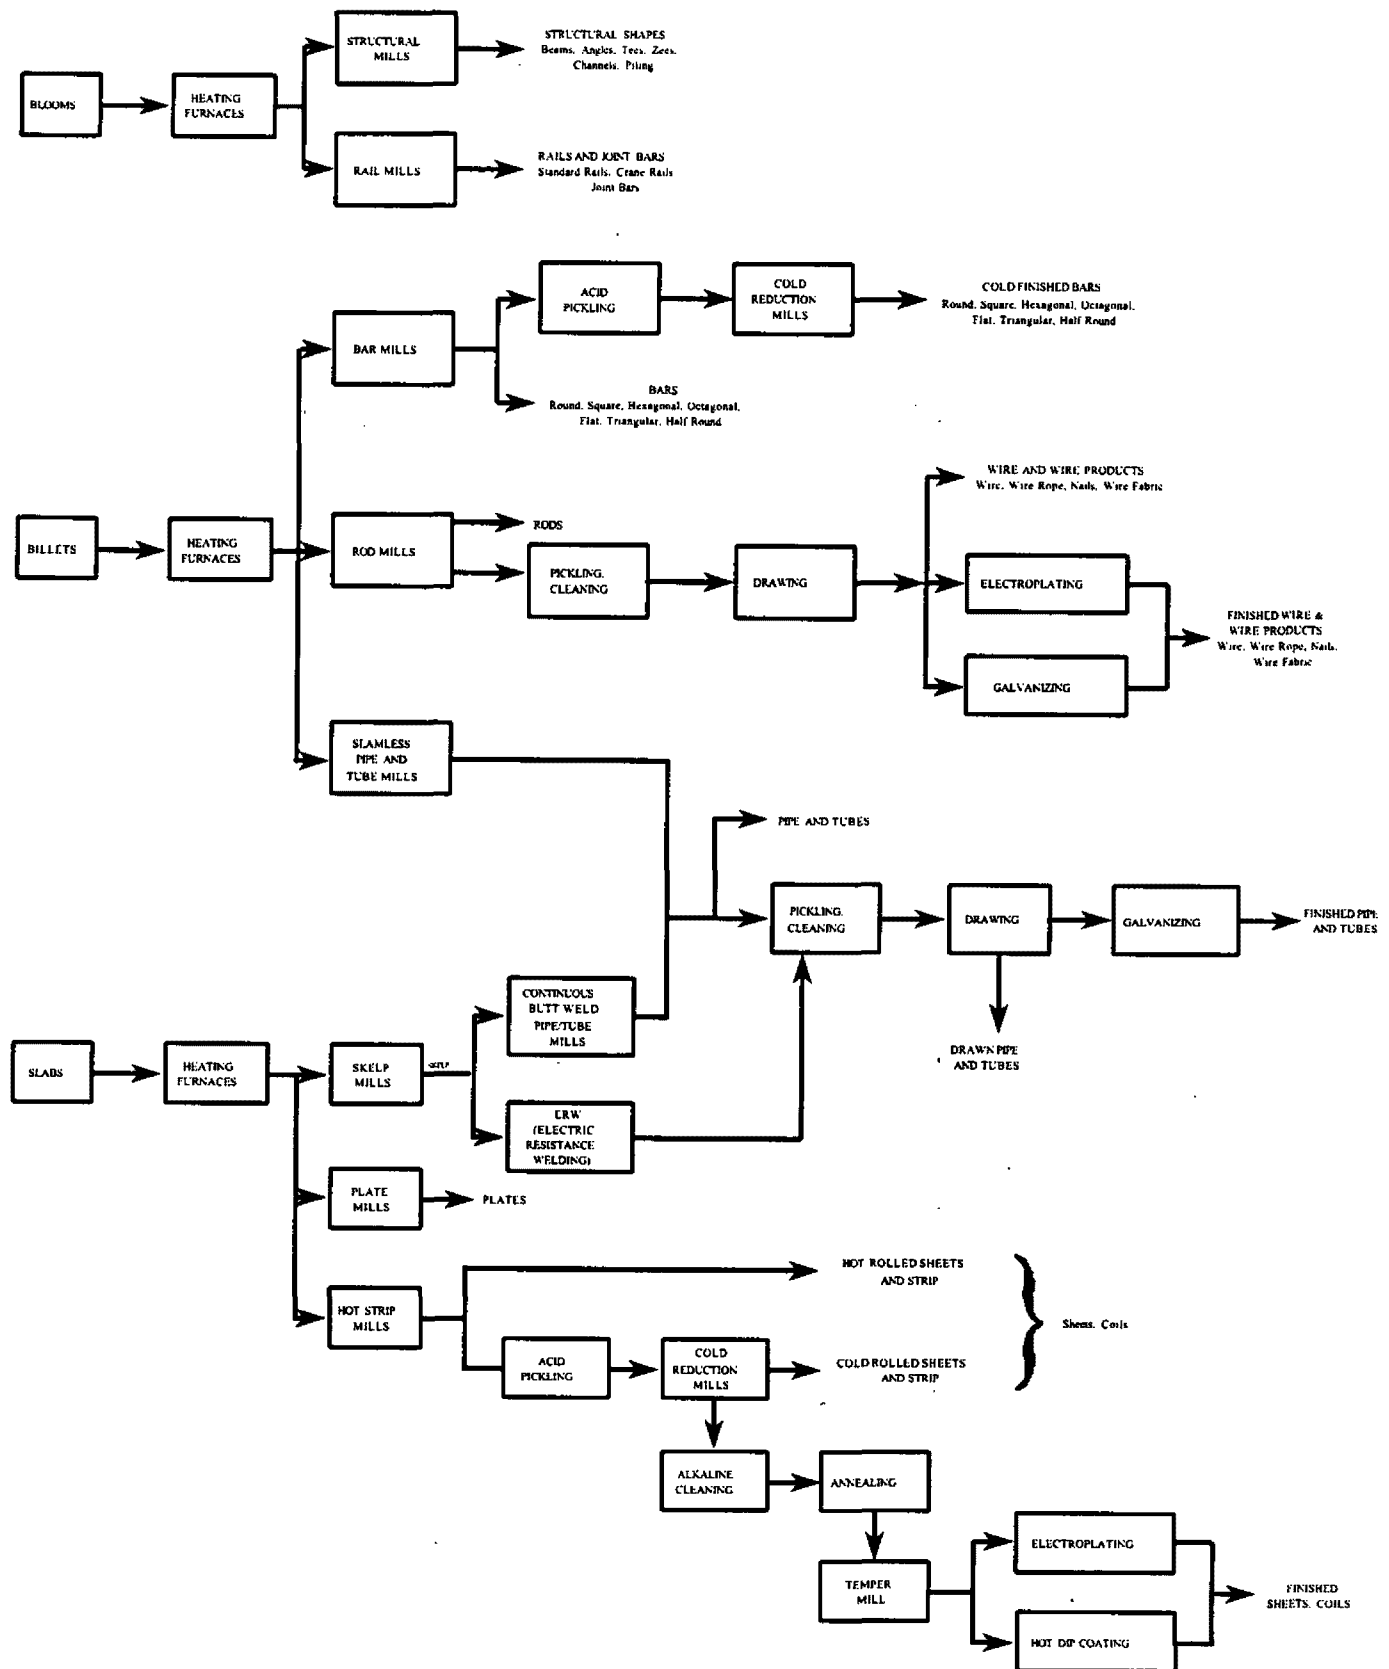 STRUCTURAL
MILLS
STRUCTURAL SHAPES
Beams, Angles, Tees, Zees,
Channels, Piling
BLOOMS
HEATING
FURNACES
RAIL MILLS
RAILS AND JOINT BARS
Standard Rails, Crane Rails
Joint Bars
ACID
PICKLING
COLD
REDUCTION
MILLS
COLD FINISHED BARS
Round, Square, Hexagonal, Octagonal,
Flat, Triangular, Half Round
BAR MILLS
BARS
Round, Square, Hexagonal, Octagonal,
Flat, Triangular, Half Round
WIRE AND WIRE PRODUCTS
Wire, Wire Rope, Nails, Wire Fabric
BILLETS
HEATING
FURNACES
ROD MILLS
RODS
PICKLING,
CLEANING
DRAWING
ELECTROPLATING
GALVANIZING
FINISHED WIRE &
WIRE PRODUCTS
Wire, Wire Rope, Nails,
Wire Fabric
SLAMLESS
PIPE AND
TUBE MILLS
PIPE AND TUBES
PICKLING,
CLEANING
DRAWING
GALVANIZING
FINISHED PIPE
AND TUBES
DRAWN PIPE
AND TUBES
CONTINUOUS
BUTT WELD
PIPE/TUBE
MILLS
SLABS
HEATING
FURNACES
SKELP
MILLS
SKELP
ERW
(ELECTRIC
RESISTANCE
WELDING)
PLATE
MILLS
PLATES
HOT STRIP
MILLS
HOT ROLLED SHEETS
AND STRIP
Sheets, Coils
ACID
PICKLING
COLD
REDUCTION
MILLS
COLD ROLLED SHEETS
AND STRIP
ALKALINE
CLEANING
ANNEALING
TEMPER
MILL
ELECTROPLATING
HOT DIP COATING
FINISHED
SHEETS, COILS